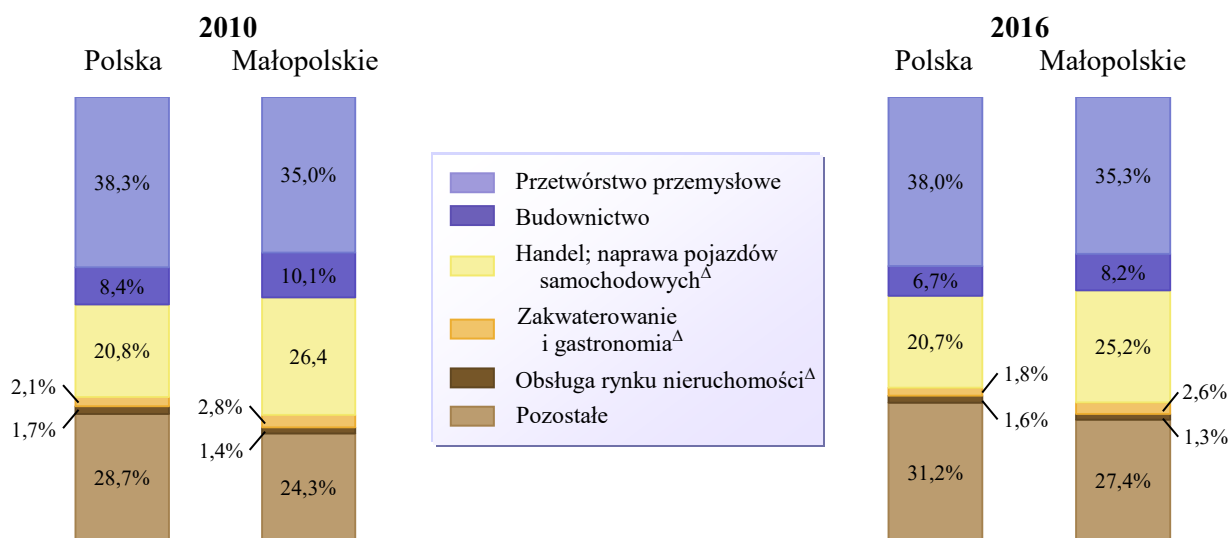 2010
Polska
Małopolskie
38,3%
35,0%
8,4%
10,1%
20,8%
26,4
2,1%
2,8%
1,7%
1,4%
28,7%
24,3%
Przetwórstwo przemysłowe
Budownictwo
Handel; naprawa pojazdów
samochodowych^Δ
Zakwaterowanie
i gastronomia^Δ
Obsługa rynku nieruchomości^Δ
Pozostałe
2016
Polska
Małopolskie
38,0%
35,3%
6,7%
8,2%
20,7%
25,2%
1,8%
2,6%
1,6%
1,3%
31,2%
27,4%